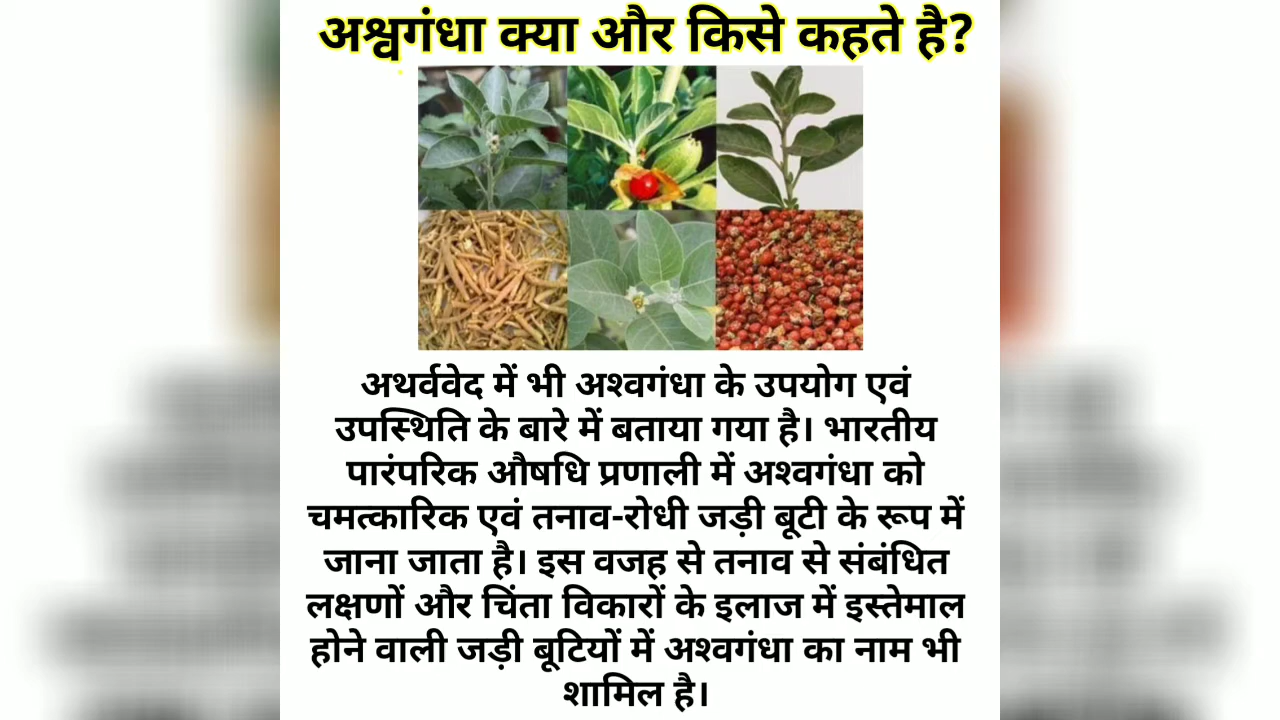 अश्वगंधा क्या और किसे कहते है?
अथर्ववेद में भी अश्वगंधा के उपयोग एवं
उपस्थिति के बारे में बताया गया है। भारतीय
पारंपरिक औषधि प्रणाली में अश्वगंधा को
चमत्कारिक एवं तनाव-रोधी जड़ी बूटी के रूप में
जाना जाता है। इस वजह से तनाव से संबंधित
लक्षणों और चिंता विकारों के इलाज में इस्तेमाल
होने वाली जड़ी बूटियों में अश्वगंधा का नाम भी
शामिल है।